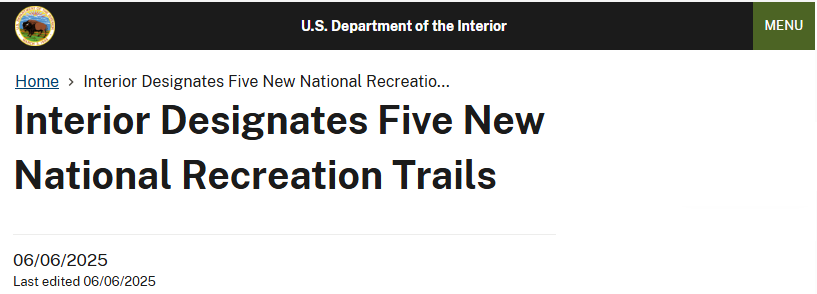 U.S. Department of the Interior
MENU
Home › Interior Designates Five New National Recreatio...
Interior Designates Five New
National Recreation Trails
06/06/2025
Last edited 06/06/2025